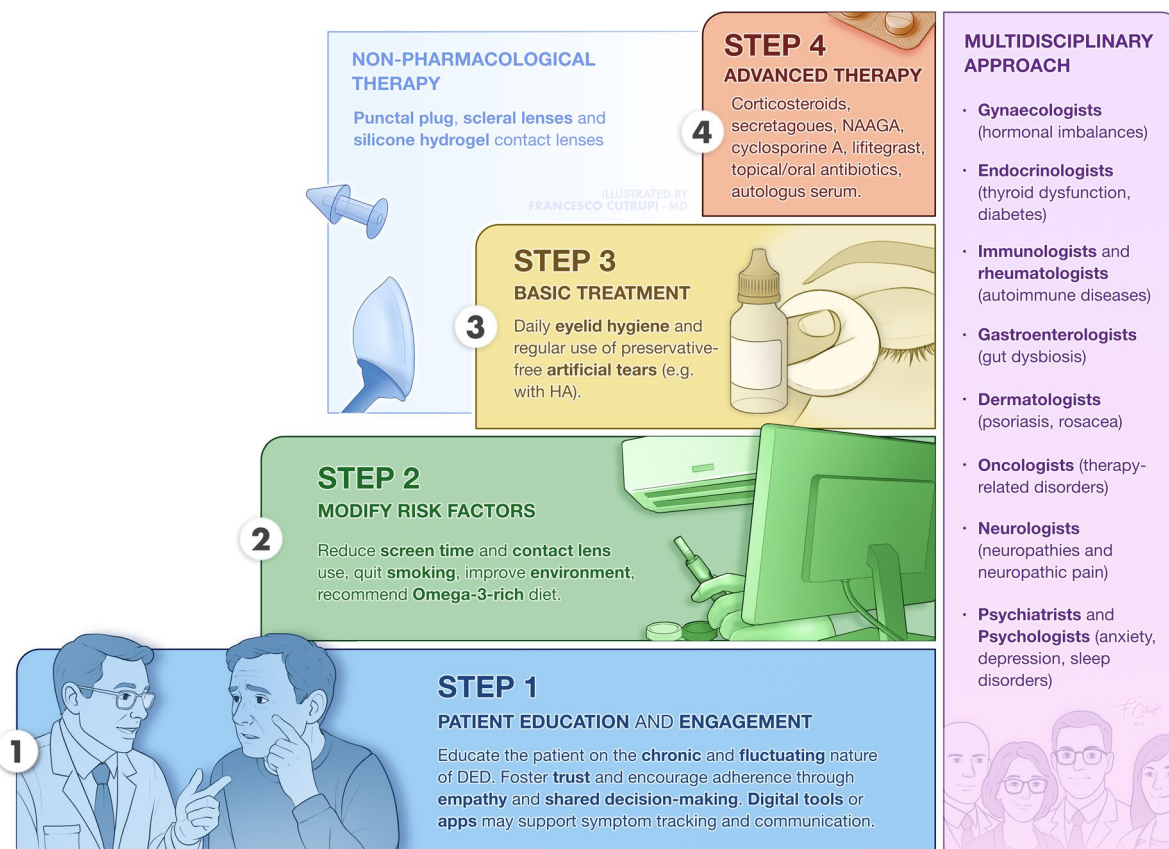 NON-PHARMACOLOGICAL
THERAPY
Punctal plug, scleral lenses and
silicone hydrogel contact lenses
ILLUSTRATED BY
FRANCESCO CUTRUPI - MD
4
STEP 4
ADVANCED THERAPY
Corticosteroids,
secretagoues, NAAGA,
cyclosporine A, lifitegrast,
topical/oral antibiotics,
autologus serum.
3
STEP 3
BASIC TREATMENT
Daily eyelid hygiene and
regular use of preservative-
free artificial tears (e.g.
with HA).
2
STEP 2
MODIFY RISK FACTORS
Reduce screen time and contact lens
use, quit smoking, improve environment,
recommend Omega-3-rich diet.
1
STEP 1
PATIENT EDUCATION AND ENGAGEMENT
Educate the patient on the chronic and fluctuating nature
of DED. Foster trust and encourage adherence through
empathy and shared decision-making. Digital tools or
apps may support symptom tracking and communication.
MULTIDISCIPLINARY
APPROACH
· Gynaecologists
(hormonal imbalances)
· Endocrinologists
(thyroid dysfunction,
diabetes)
· Immunologists and
rheumatologists
(autoimmune diseases)
· Gastroenterologists
(gut dysbiosis)
· Dermatologists
(psoriasis, rosacea)
· Oncologists (therapy-
related disorders)
· Neurologists
(neuropathies and
neuropathic pain)
· Psychiatrists and
Psychologists (anxiety,
depression, sleep
disorders)